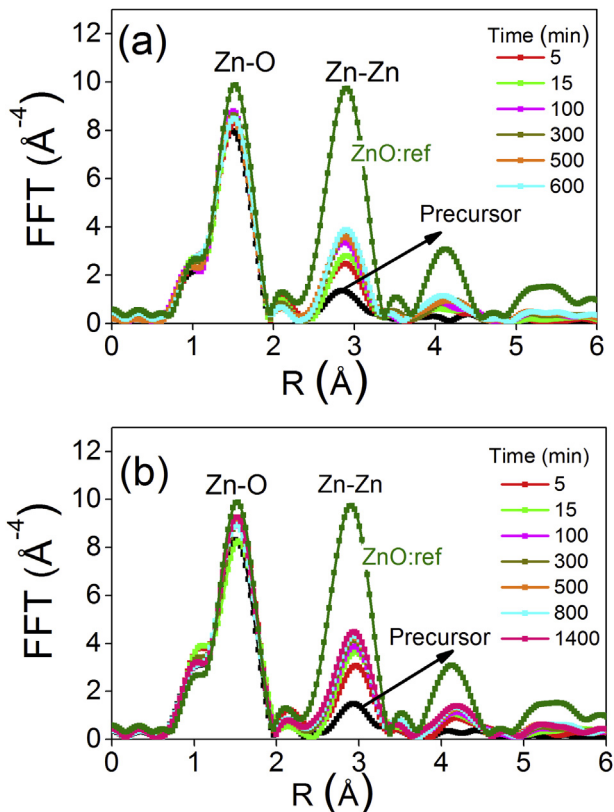 (a)
Zn-O
Zn-Zn
Time (min)
5
15
100
300
500
600
ZnO:ref
Precursor
FFT (Å⁻⁴)
12
10
8
6
4
2
0
0 1 2 3 4 5 6
R (Å)
(b)
Zn-O
Zn-Zn
Time (min)
5
15
100
300
500
800
1400
ZnO:ref
Precursor
FFT (Å⁻⁴)
12
10
8
6
4
2
0
0 1 2 3 4 5 6
R (Å)